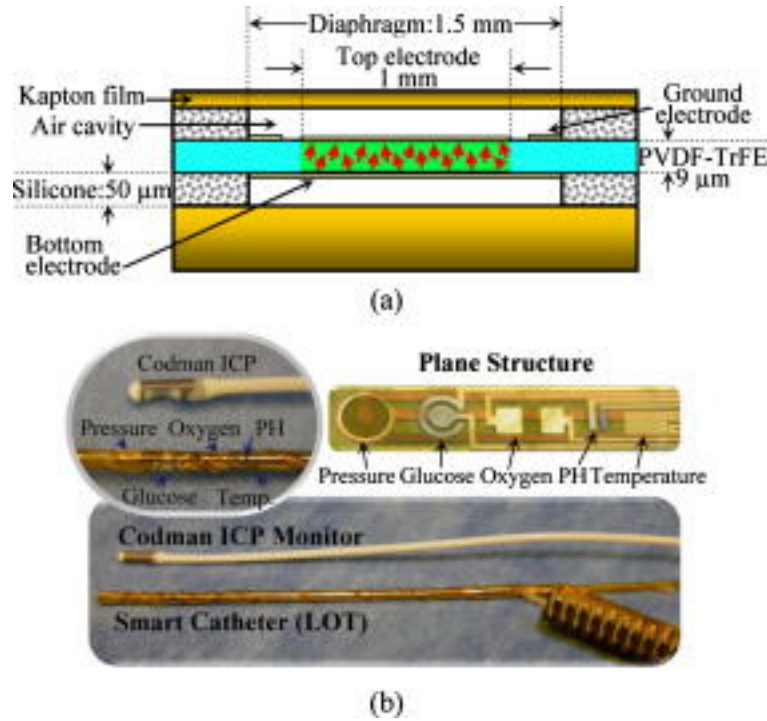 Diaphragm:1.5 mm
Top electrode
1 mm
Kapton film
Air cavity
Ground
electrode
PVDF-TrFE
9 μm
Silicone:50 μm
Bottom
electrode
(a)
Codman ICP
Pressure Oxygen PH
Glucose Temp.
Plane Structure
Pressure Glucose Oxygen PH Temperature
Codman ICP Monitor
Smart Catheter (LOT)
(b)